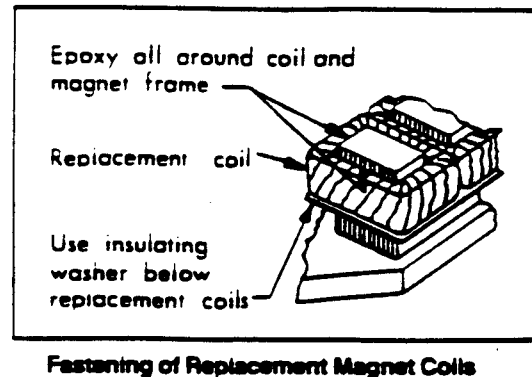 Epoxy all around coil and
magnet frame
Replacement coil
Use insulating
washer below
replacement coils
Fastening of Replacement Magnet Coils